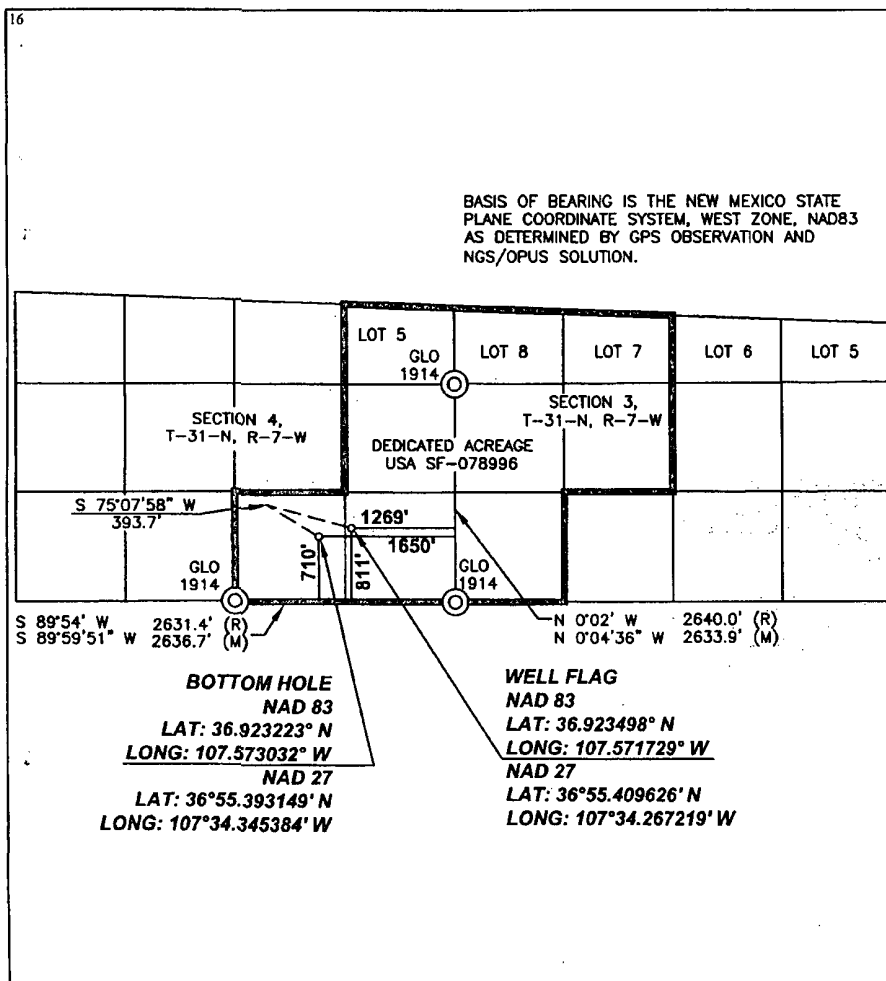 16
BASIS OF BEARING IS THE NEW MEXICO STATE
PLANE COORDINATE SYSTEM, WEST ZONE, NAD83
AS DETERMINED BY GPS OBSERVATION AND
NGS/OPUS SOLUTION.
LOT 5
LOT 8
LOT 7
LOT 6
LOT 5
GLO
1914
SECTION 4,
T-31-N, R-7-W
SECTION 3,
T-31-N, R-7-W
DEDICATED ACREAGE
USA SF-078996
S 75°07'58" W
393.7'
1269'
1650'
710'
811'
GLO
1914
GLO
1914
S 89°54' W 2631.4' (R)
S 89°59'51" W 2636.7' (M)
N 0°02' W 2640.0' (R)
N 0°04'36" W 2633.9' (M)
BOTTOM HOLE
NAD 83
LAT: 36.923223° N
LONG: 107.573032° W
NAD 27
LAT: 36°55.393149' N
LONG: 107°34.345384' W
WELL FLAG
NAD 83
LAT: 36.923498° N
LONG: 107.571729° W
NAD 27
LAT: 36°55.409626' N
LONG: 107°34.267219' W